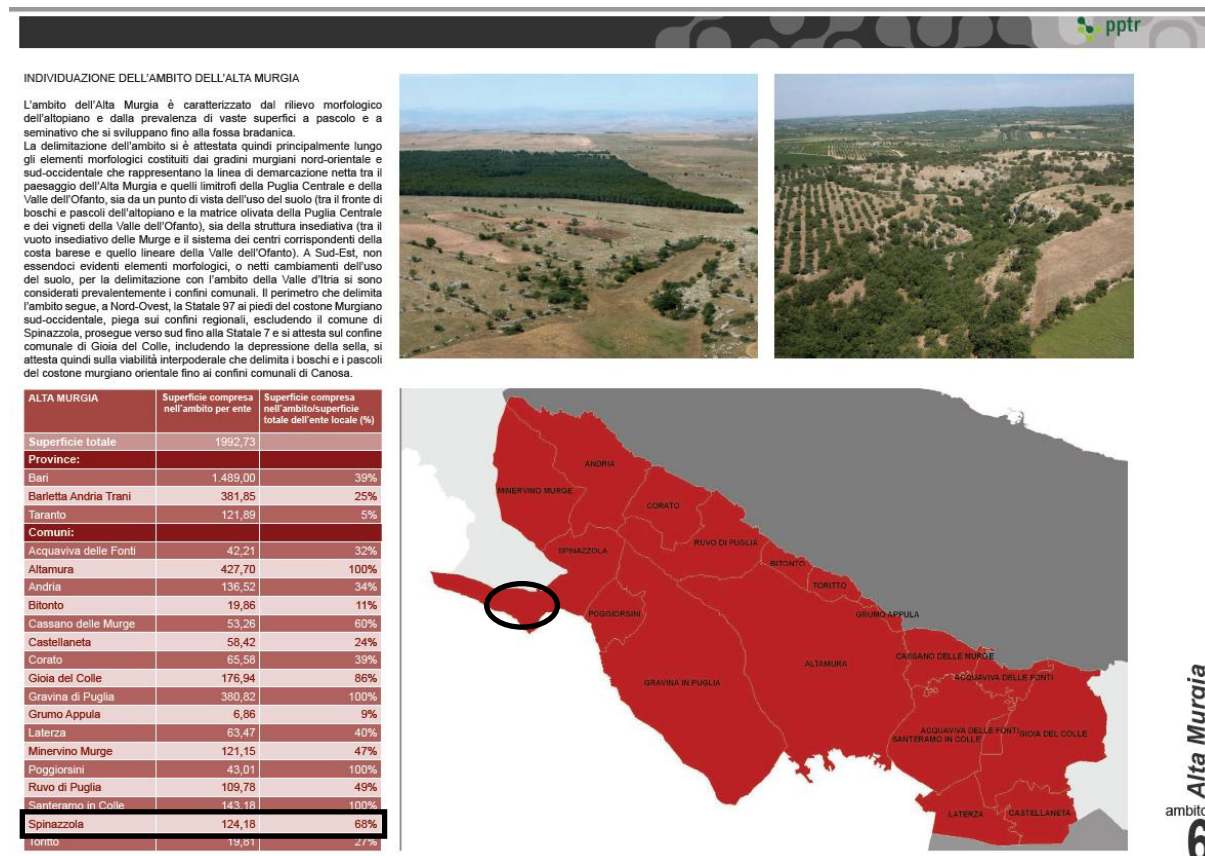 pptr
INDIVIDUAZIONE DELL'AMBITO DELL'ALTA MURGIA
L'ambito dell'Alta Murgia è caratterizzato dal rilievo morfologico
dell'altopiano e dalla prevalenza di vaste superfici a pascolo e a
seminativo che si sviluppano fino alla fossa bradanica.
La delimitazione dell'ambito si è attestata quindi principalmente lungo
gli elementi morfologici costituiti dai gradini murgiani nord-orientale e
sud-occidentale che rappresentano la linea di demarcazione netta tra il
paesaggio dell'Alta Murgia e quelli limitrofi della Puglia Centrale e della
Valle dell'Ofanto, sia da un punto di vista dell'uso del suolo (tra il fronte di
boschi e pascoli dell'altopiano e la matrice olivata della Puglia Centrale
e dei vigneti della Valle dell'Ofanto), sia della struttura insediativa (tra il
vuoto insediativo delle Murge e il sistema dei centri corrispondenti della
costa barese e quello lineare della Valle dell'Ofanto). A Sud-Est, non
essendoci evidenti elementi morfologici, o netti cambiamenti dell'uso
del suolo, per la delimitazione con l'ambito della Valle d'Itria si sono
considerati prevalentemente i confini comunali. Il perimetro che delimita
l'ambito segue, a Nord-Ovest, la Statale 97 ai piedi del costone Murgiano
sud-occidentale, piega sui confini regionali, escludendo il comune di
Spinazzola, prosegue verso sud fino alla Statale 7 e si attesta sul confine
comunale di Gioia del Colle, includendo la depressione della sella, si
attesta quindi sulla viabilità interpoderale che delimita i boschi e i pascoli
del costone murgiano orientale fino ai confini comunali di Canosa.
ALTA MURGIA Superficie compresa nell'ambito per ente Superficie compresa nell'ambito/superficie totale dell'ente locale (%)
Superficie totale 1992,73
Province:
Bari 1.489,00 39%
Barletta Andria Trani 381,85 25%
Taranto 121,89 5%
Comuni:
Acquaviva delle Fonti 42,21 32%
Altamura 427,70 100%
Andria 136,52 34%
Bitonto 19,86 11%
Cassano delle Murge 53,26 60%
Castellaneta 58,42 24%
Corato 65,58 39%
Gioia del Colle 176,94 86%
Gravina di Puglia 380,82 100%
Grumo Appula 6,86 9%
Laterza 63,47 40%
Minervino Murge 121,15 47%
Poggiorsini 43,01 100%
Ruvo di Puglia 109,78 49%
Santeramo in Colle 143,18 100%
Spinazzola 124,18 68%
Toritto 19,81 27%
ANDRIA
MINERVINO MURGE
CORATO
RUVO DI PUGLIA
SPINAZZOLA
BITONTO
TORITTO
POGGIORSINI
GRUMO APPULA
ALTAMURA
CASSANO DELLE MURGE
ACQUAVIVA DELLE FONTI
GRAVINA IN PUGLIA
ACQUAVIVA DELLE FONTI
GIOIA DEL COLLE
SANTERAMO IN COLLE
LATERZA
CASTELLANETA
Alta Murgia
ambito
6